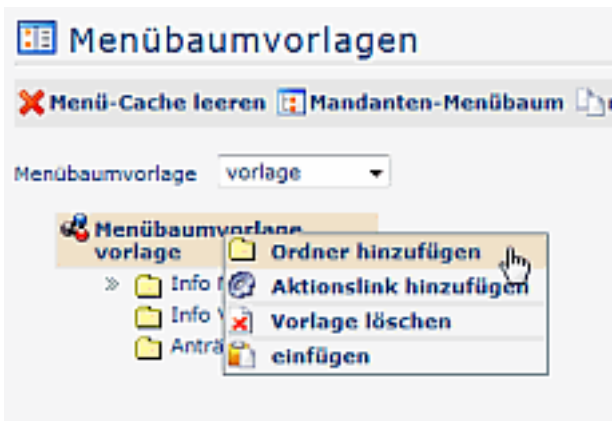 Menübaumvorlagen
Menü-Cache leeren Mandanten-Menübaum
Menübaumvorlage vorlage
Menübaumvorlage
vorlage
Ordner hinzufügen
» Info
Aktionslink hinzufügen
Info
Vorlage löschen
einfügen